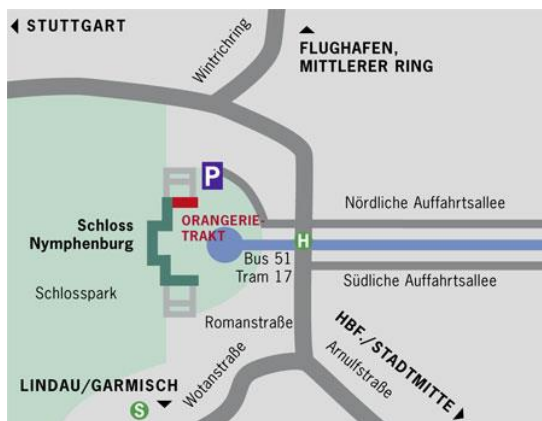 STUTTGART
Wintrichring
FLUGHAFEN,
MITTLERER RING
P
ORANGERIE-
TRAKT
Nördliche Auffahrtsallee
Schloss
Nymphenburg
H
Bus 51
Tram 17
Südliche Auffahrtsallee
Schlosspark
Romanstraße
Wotanstraße
HBF./STADTMITTE
Arnulfstraße
LINDAU/GARMISCH
S